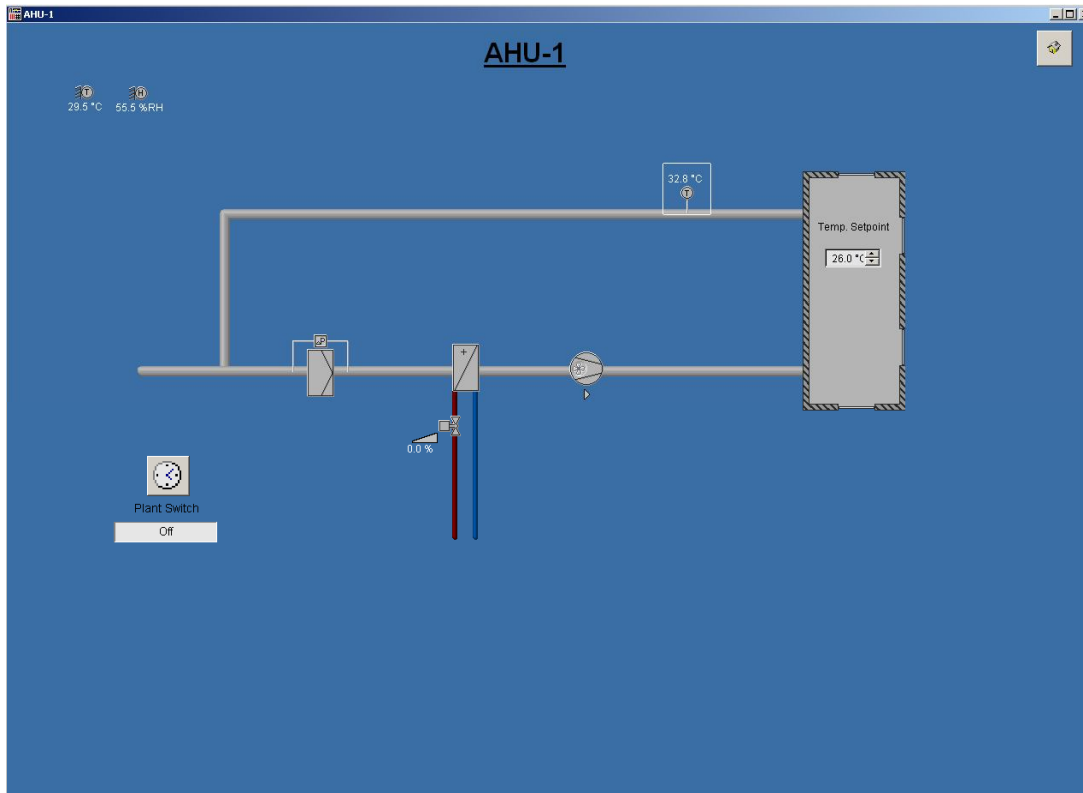 AHU-1
AHU-1
T H
29.5 °C 55.5 %RH
32.8 °C
T
Temp. Setpoint
26.0 °C
+
0.0 %
Plant Switch
Off